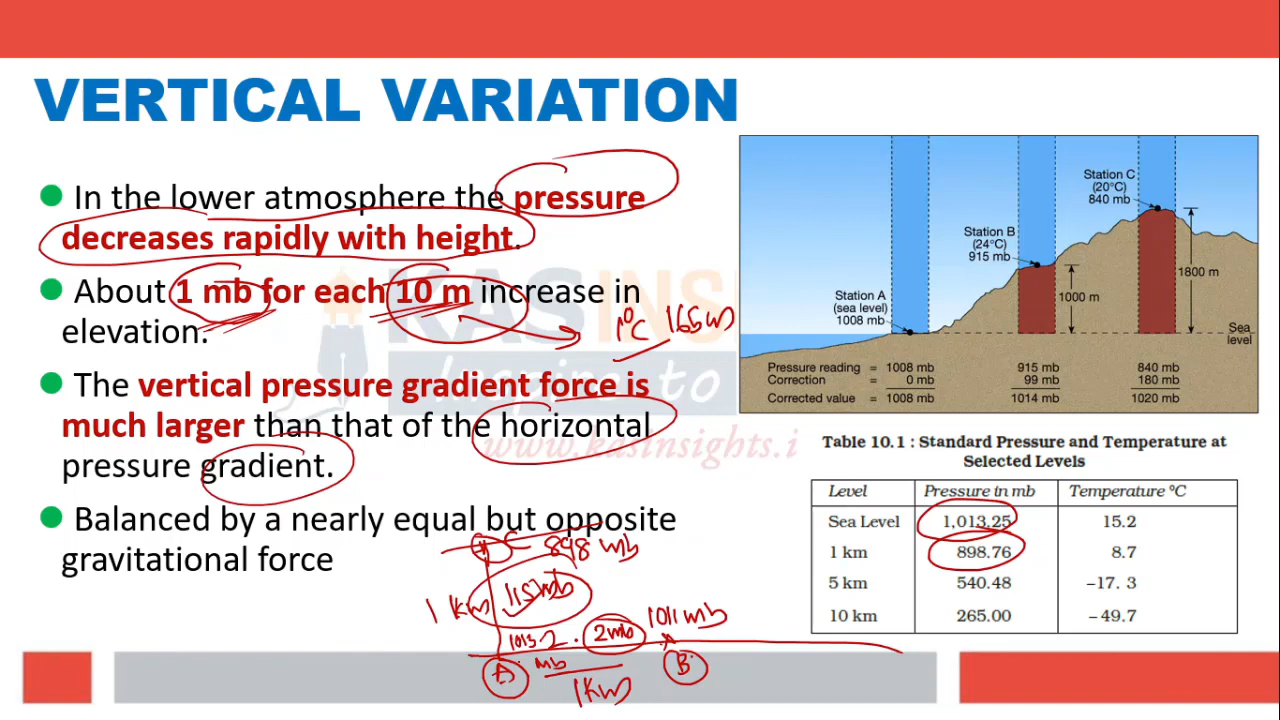 VERTICAL VARIATION
In the lower atmosphere the pressure
decreases rapidly with height.
About 1 mb for each 10 m increase in
elevation.
1°C 165m
The vertical pressure gradient force is
much larger than that of the horizontal
pressure gradient.
Balanced by a nearly equal but opposite
gravitational force
C 898 mb
1 Km 115mb
1013.2 mb
2mb
1011 mb
A
B
1Km
KASINS
Inspire to
www.kasinsights.i
Station C
(20°C)
840 mb
Station B
(24°C)
915 mb
Station A
(sea level)
1008 mb
1000 m
1800 m
Sea
level
Pressure reading = 1008 mb 915 mb 840 mb
Correction = 0 mb 99 mb 180 mb
Corrected value = 1008 mb 1014 mb 1020 mb
Table 10.1 : Standard Pressure and Temperature at
Selected Levels
Level Pressure in mb Temperature °C
Sea Level 1,013.25 15.2
1 km 898.76 8.7
5 km 540.48 –17. 3
10 km 265.00 – 49.7